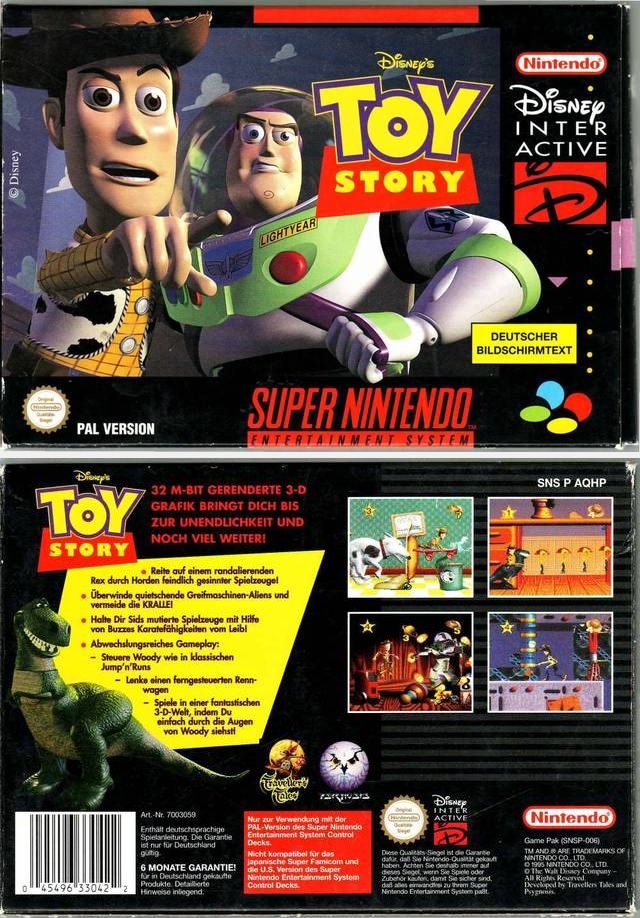 © Disney
DISNEY'S
TOY
STORY
LIGHTYEAR
Nintendo®
Disney
INTER
ACTIVE
DEUTSCHER
BILDSCHIRMTEXT
Original
Nintendo
PAL VERSION
SUPER NINTENDO
ENTERTAINMENT SYSTEM
DISNEY'S
TOY
STORY
32 M-BIT GERENDERTE 3-D
GRAFIK BRINGT DICH BIS
ZUR UNENDLICHKEIT UND
NOCH VIEL WEITER!
SNS P AQHP
• Reite auf einem randalierenden
Rex durch Horden feindlich gesinnter Spielzeuge!
• Überwinde quietschende Greifmaschinen-Aliens und
vermeide die KRALLE!
• Halte Dir Sids mutierte Spielzeuge mit Hilfe
von Buzzes Karatefähigkeiten vom Leib!
• Abwechslungsreiches Gameplay:
– Steuere Woody wie in klassischen
Jump'n'Runs
– Lenke einen ferngesteuerten Renn-
wagen
– Spiele in einer fantastischen
3-D-Welt, indem Du
einfach durch die Augen
von Woody siehst!
Traveller's
Tales
PSYGNOSIS
Art.-Nr. 7003059
Enthält deutschsprachige
Spielanleitung. Die Garantie
ist nur für Deutschland
gültig.
6 MONATE GARANTIE!
für in Deutschland gekaufte
Produkte. Detaillierte
Hinweise inliegend.
0 45496 33042 2
Nur zur Verwendung mit der
PAL-Version des Super Nintendo
Entertainment System Control
Decks.
Nicht kompatibel für das
japanische Super Famicom und
die U.S. Version des Super
Nintendo Entertainment System
Control Decks.
Original
Nintendo
Disney
INTER
ACTIVE
Diese Qualitäts-Siegel ist die Garantie
dafür, daß Sie Nintendo-Qualität gekauft
haben. Achten Sie deshalb immer auf
dieses Siegel, wenn Sie Spiele oder
Zubehör kaufen, damit Sie sicher sind,
daß alles einwandfrei zu Ihrem Super
Nintendo Entertainment System paßt.
Nintendo®
Game Pak (SNSP-006)
TM AND ® ARE TRADEMARKS OF
NINTENDO CO., LTD.
© 1995 NINTENDO CO., LTD.
© The Walt Disney Company –
All Rights Reserved.
Developed by Travellers Tales and
Psygnosis.